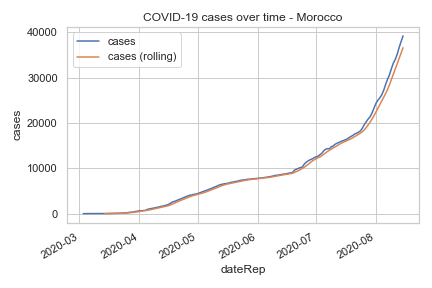 COVID-19 cases over time - Morocco
cases
cases (rolling)
40000
30000
20000
10000
0
cases
2020-03
2020-04
2020-05
2020-06
2020-07
2020-08
dateRep